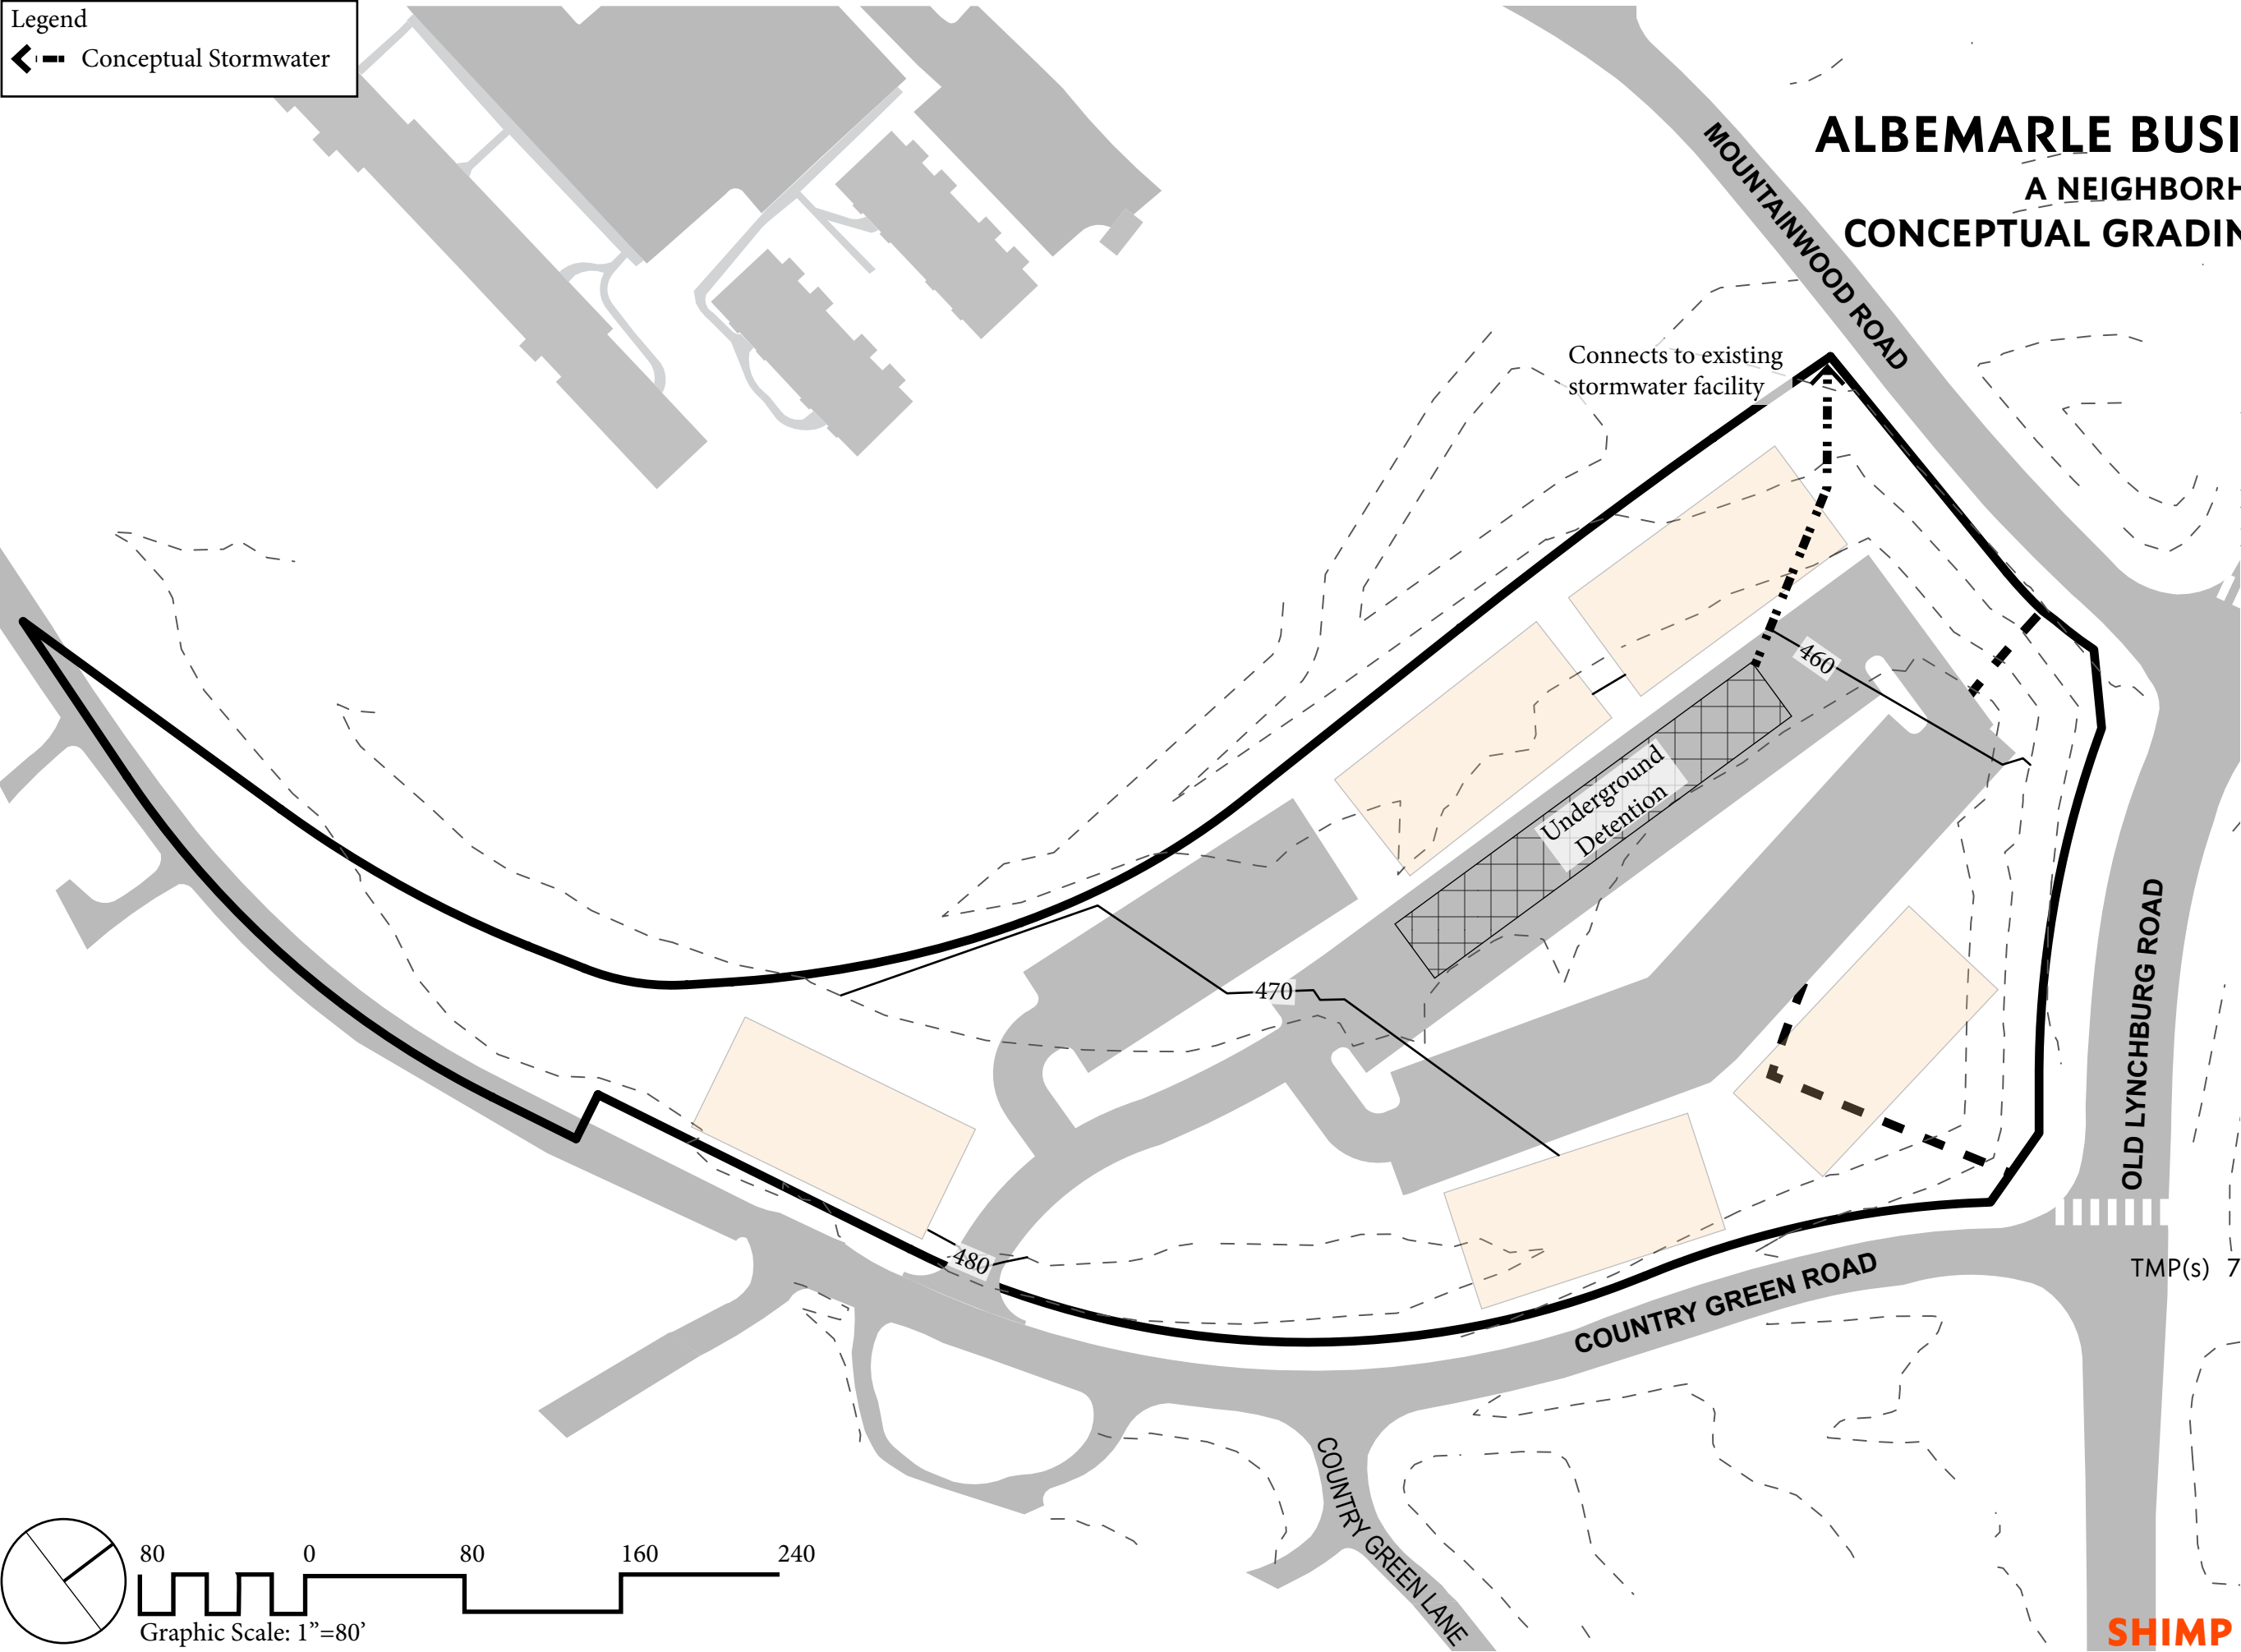 Legend
Conceptual Stormwater
ALBEMARLE BUSI
A NEIGHBORH
CONCEPTUAL GRADIN
MOUNTAINWOOD ROAD
Connects to existing
stormwater facility
460
Underground
Detention
470
480
OLD LYNCHBURG ROAD
COUNTRY GREEN ROAD
TMP(s) 7
COUNTRY GREEN LANE
80 0 80 160 240
Graphic Scale: 1”=80’
SHIMP